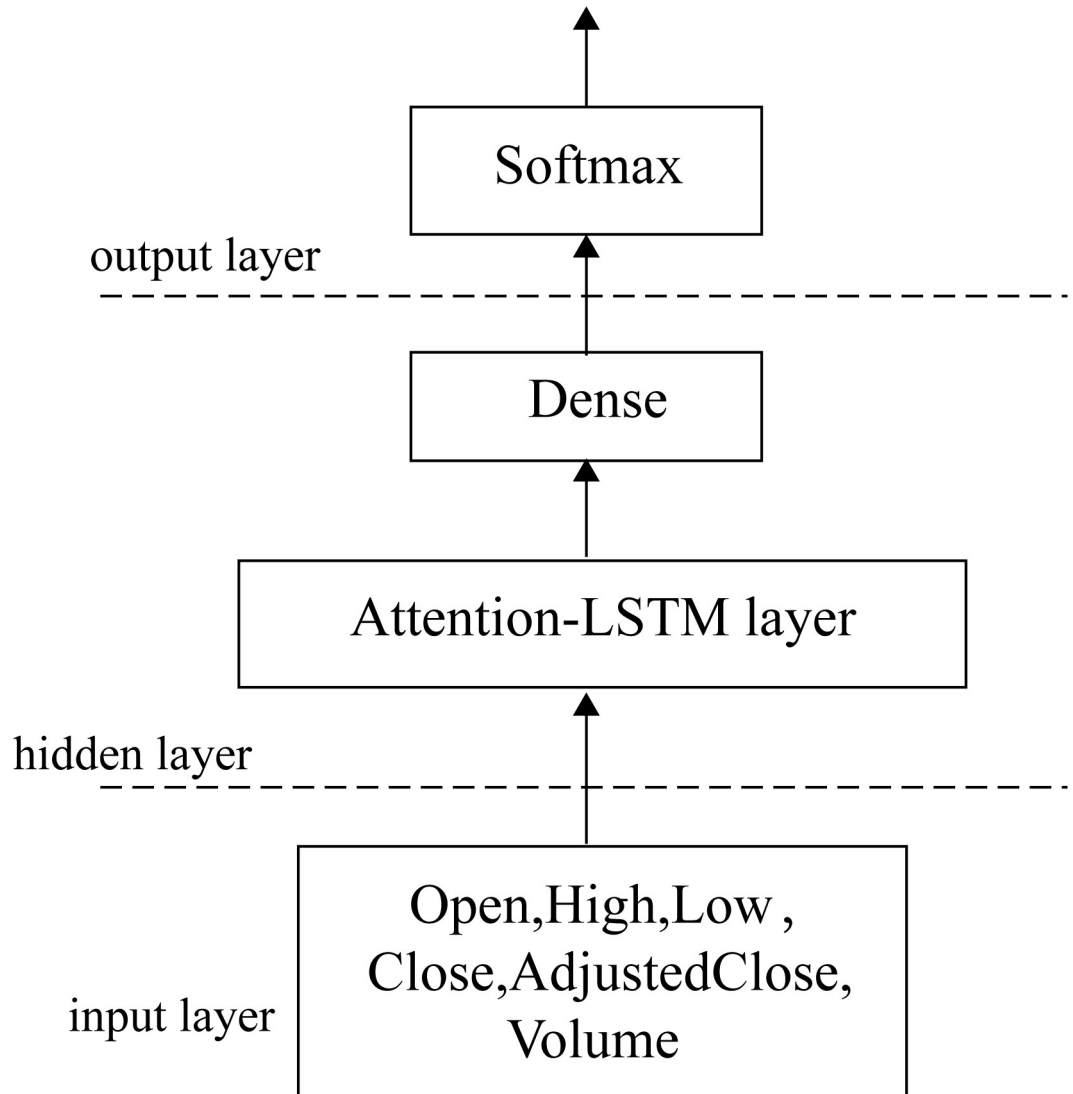 Softmax
output layer
Dense
Attention-LSTM layer
hidden layer
Open,High,Low,
Close,AdjustedClose,
Volume
input layer